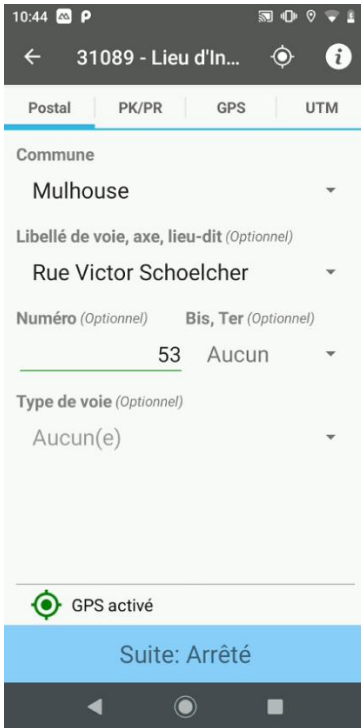 10:44
31089 - Lieu d'In...
Postal PK/PR GPS UTM
Commune
Mulhouse
Libellé de voie, axe, lieu-dit (Optionnel)
Rue Victor Schoelcher
Numéro (Optionnel) Bis, Ter (Optionnel)
53 Aucun
Type de voie (Optionnel)
Aucun(e)
GPS activé
Suite: Arrêté